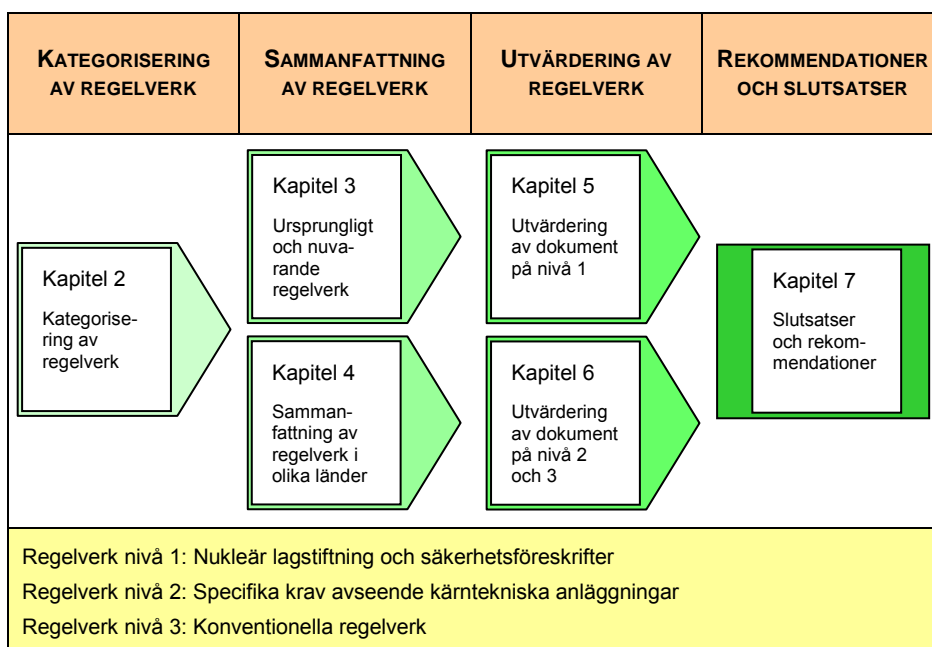 KATEGORISERING
AV REGELVERK
SAMMANFATTNING
AV REGELVERK
UTVÄRDERING AV
REGELVERK
REKOMMENDATIONER
OCH SLUTSATSER
Kapitel 2
Kategorise-
ring av
regelverk
Kapitel 3
Ursprungligt
och nuva-
rande
regelverk
Kapitel 4
Samman-
fattning av
regelverk i
olika länder
Kapitel 5
Utvärdering
av dokument
på nivå 1
Kapitel 6
Utvärdering
av dokument
på nivå 2
och 3
Kapitel 7
Slutsatser
och rekom-
mendationer
Regelverk nivå 1: Nukleär lagstiftning och säkerhetsföreskrifter
Regelverk nivå 2: Specifika krav avseende kärntekniska anläggningar
Regelverk nivå 3: Konventionella regelverk